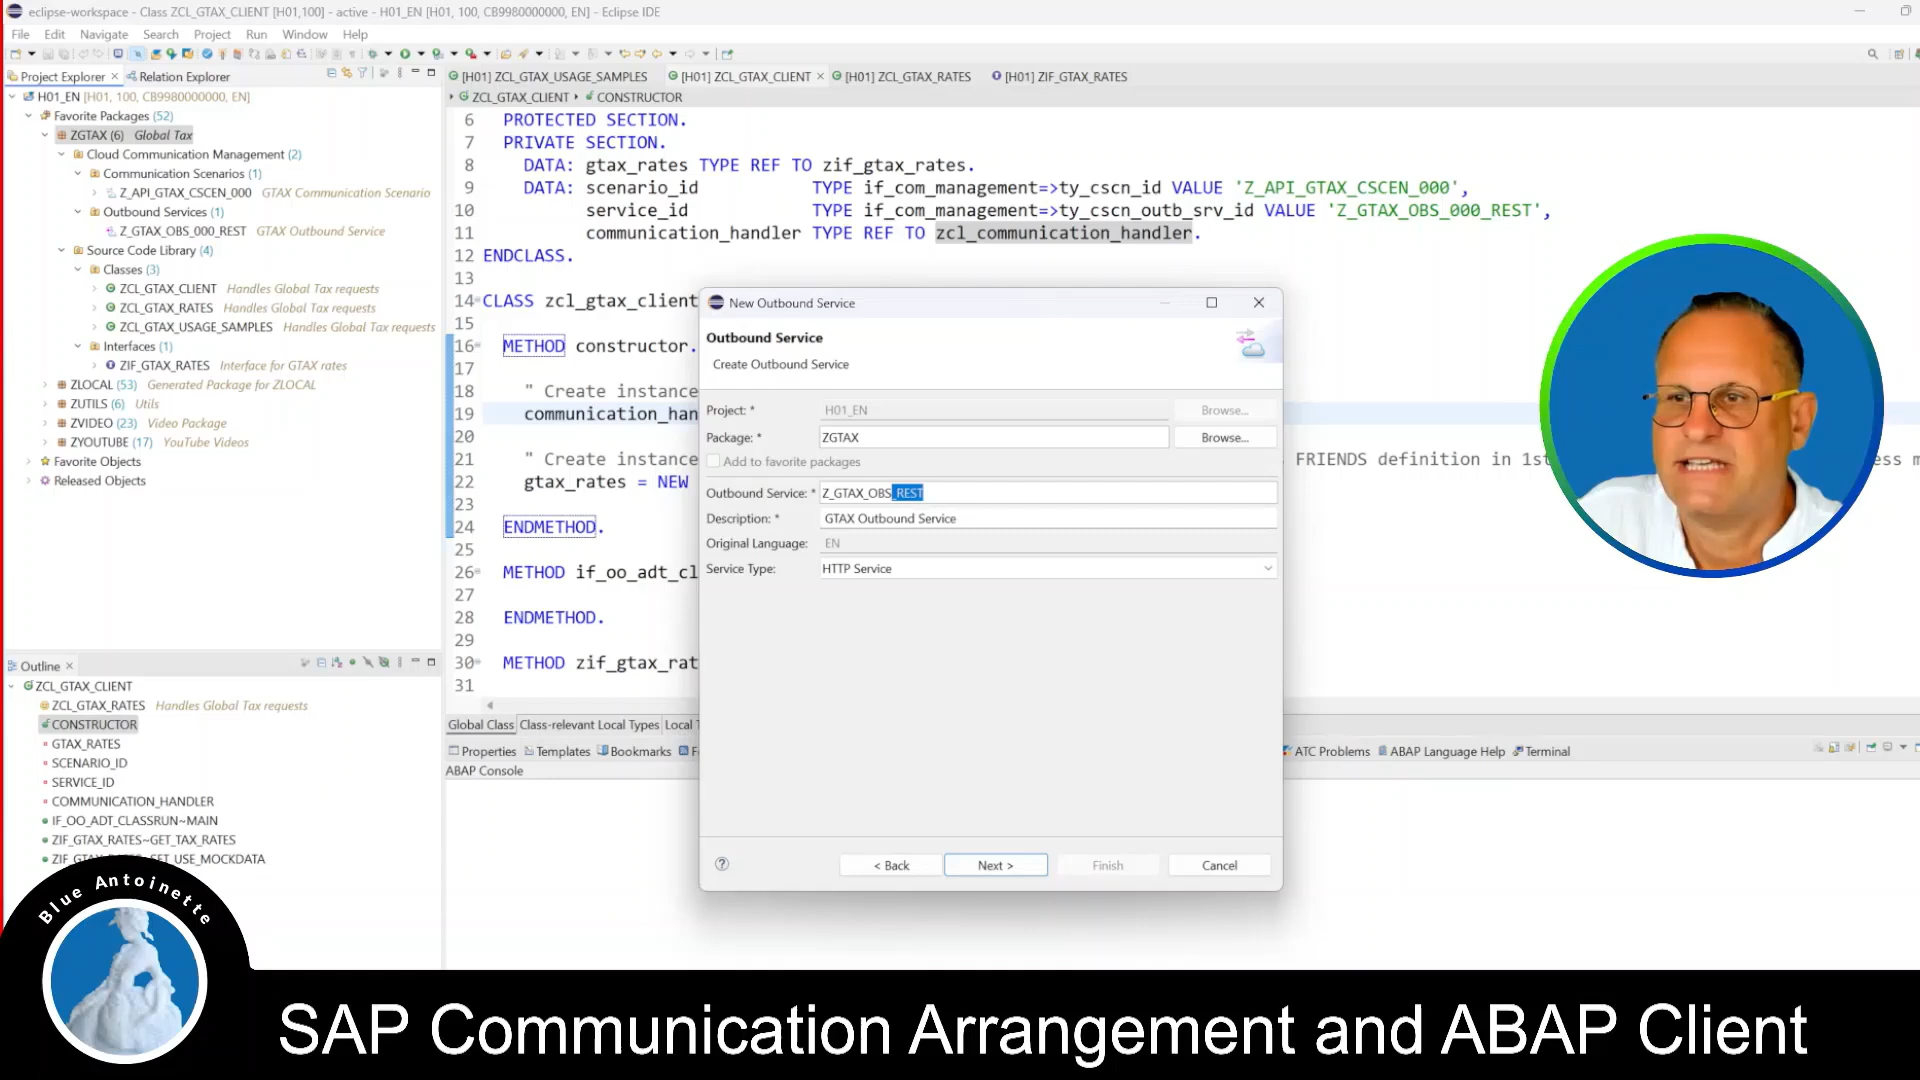 eclipse-workspace - Class ZCL_GTAX_CLIENT [H01,100] - active - H01_EN [H01, 100, CB9980000000, EN] - Eclipse IDE
File Edit Navigate Search Project Run Window Help
Project Explorer × Relation Explorer
H01_EN [H01, 100, CB9980000000, EN]
Favorite Packages (52)
ZGTAX (6) Global Tax
Cloud Communication Management (2)
Communication Scenarios (1)
Z_API_GTAX_CSCEN_000 GTAX Communication Scenario
Outbound Services (1)
Z_GTAX_OBS_000_REST GTAX Outbound Service
Source Code Library (4)
Classes (3)
ZCL_GTAX_CLIENT Handles Global Tax requests
ZCL_GTAX_RATES Handles Global Tax requests
ZCL_GTAX_USAGE_SAMPLES Handles Global Tax requests
Interfaces (1)
ZIF_GTAX_RATES Interface for GTAX rates
ZLOCAL (53) Generated Package for ZLOCAL
ZUTILS (6) Utils
ZVIDEO (23) Video Package
ZYOUTUBE (17) YouTube Videos
Favorite Objects
Released Objects
Outline ×
ZCL_GTAX_CLIENT
ZCL_GTAX_RATES Handles Global Tax requests
CONSTRUCTOR
GTAX_RATES
SCENARIO_ID
SERVICE_ID
COMMUNICATION_HANDLER
IF_OO_ADT_CLASSRUN~MAIN
ZIF_GTAX_RATES~GET_TAX_RATES
ZIF_GTAX_RATES~SET_USE_MOCKDATA
[H01] ZCL_GTAX_USAGE_SAMPLES [H01] ZCL_GTAX_CLIENT × [H01] ZCL_GTAX_RATES [H01] ZIF_GTAX_RATES
ZCL_GTAX_CLIENT CONSTRUCTOR
6 PROTECTED SECTION.
7 PRIVATE SECTION.
8 DATA: gtax_rates TYPE REF TO zif_gtax_rates.
9 DATA: scenario_id TYPE if_com_management=>ty_cscn_id VALUE 'Z_API_GTAX_CSCEN_000',
10 service_id TYPE if_com_management=>ty_cscn_outb_srv_id VALUE 'Z_GTAX_OBS_000_REST',
11 communication_handler TYPE REF TO zcl_communication_handler.
12 ENDCLASS.
13
14 CLASS zcl_gtax_client
15
16 METHOD constructor.
17
18 " Create instance
19 communication_han
20
21 " Create instance FRIENDS definition in 1st ess m
22 gtax_rates = NEW
23
24 ENDMETHOD.
25
26 METHOD if_oo_adt_cl
27
28 ENDMETHOD.
29
30 METHOD zif_gtax_rat
31
Global Class Class-relevant Local Types Local T
Properties Templates Bookmarks F ATC Problems ABAP Language Help Terminal
ABAP Console
New Outbound Service
Outbound Service
Create Outbound Service
Project: * H01_EN Browse...
Package: * ZGTAX Browse...
Add to favorite packages
Outbound Service: * Z_GTAX_OBS_REST
Description: * GTAX Outbound Service
Original Language: EN
Service Type: HTTP Service
< Back Next > Finish Cancel
Blue Antoinette
SAP Communication Arrangement and ABAP Client